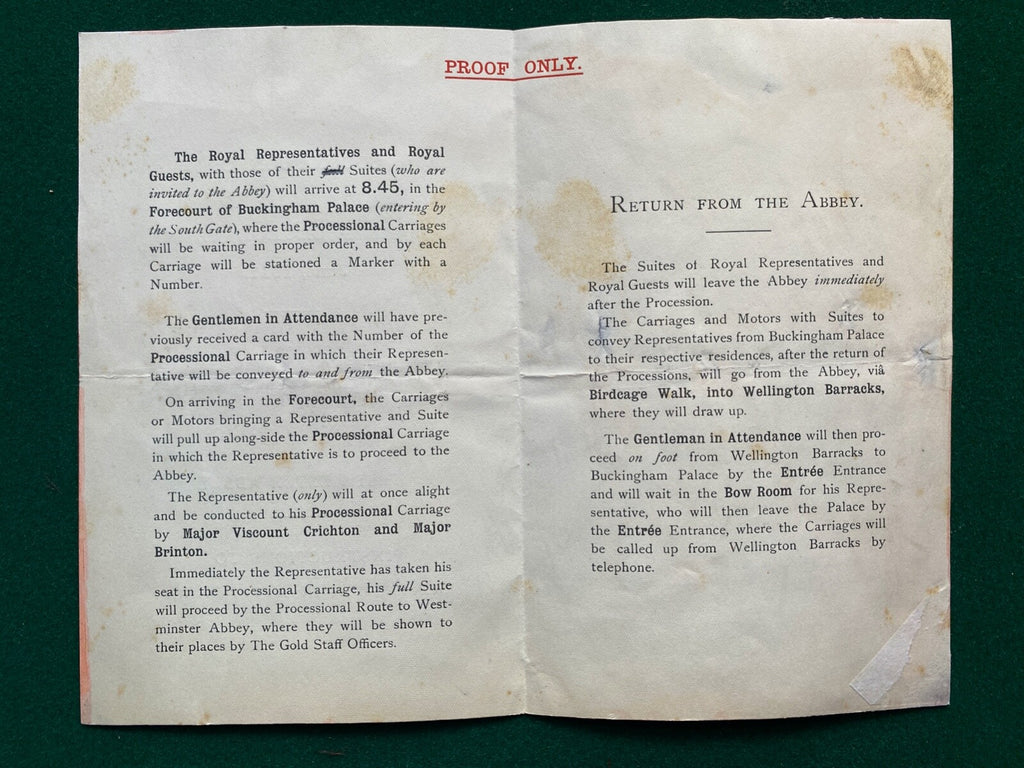 PROOF ONLY.
The Royal Representatives and Royal
Guests, with those of their full Suites (who are
invited to the Abbey) will arrive at 8.45, in the
Forecourt of Buckingham Palace (entering by
the South Gate), where the Processional Carriages
will be waiting in proper order, and by each
Carriage will be stationed a Marker with a
Number.
The Gentlemen in Attendance will have pre-
viously received a card with the Number of the
Processional Carriage in which their Represen-
tative will be conveyed to and from the Abbey.
On arriving in the Forecourt, the Carriages
or Motors bringing a Representative and Suite
will pull up along-side the Processional Carriage
in which the Representative is to proceed to the
Abbey.
The Representative (only) will at once alight
and be conducted to his Processional Carriage
by Major Viscount Crichton and Major
Brinton.
Immediately the Representative has taken his
seat in the Processional Carriage, his full Suite
will proceed by the Processional Route to West-
minster Abbey, where they will be shown to
their places by The Gold Staff Officers.
RETURN FROM THE ABBEY.
The Suites of Royal Representatives and
Royal Guests will leave the Abbey immediately
after the Procession.
The Carriages and Motors with Suites to
convey Representatives from Buckingham Palace
to their respective residences, after the return of
the Processions, will go from the Abbey, viâ
Birdcage Walk, into Wellington Barracks,
where they will draw up.
The Gentleman in Attendance will then pro-
ceed on foot from Wellington Barracks to
Buckingham Palace by the Entrée Entrance
and will wait in the Bow Room for his Repre-
sentative, who will then leave the Palace by
the Entrée Entrance, where the Carriages will
be called up from Wellington Barracks by
telephone.